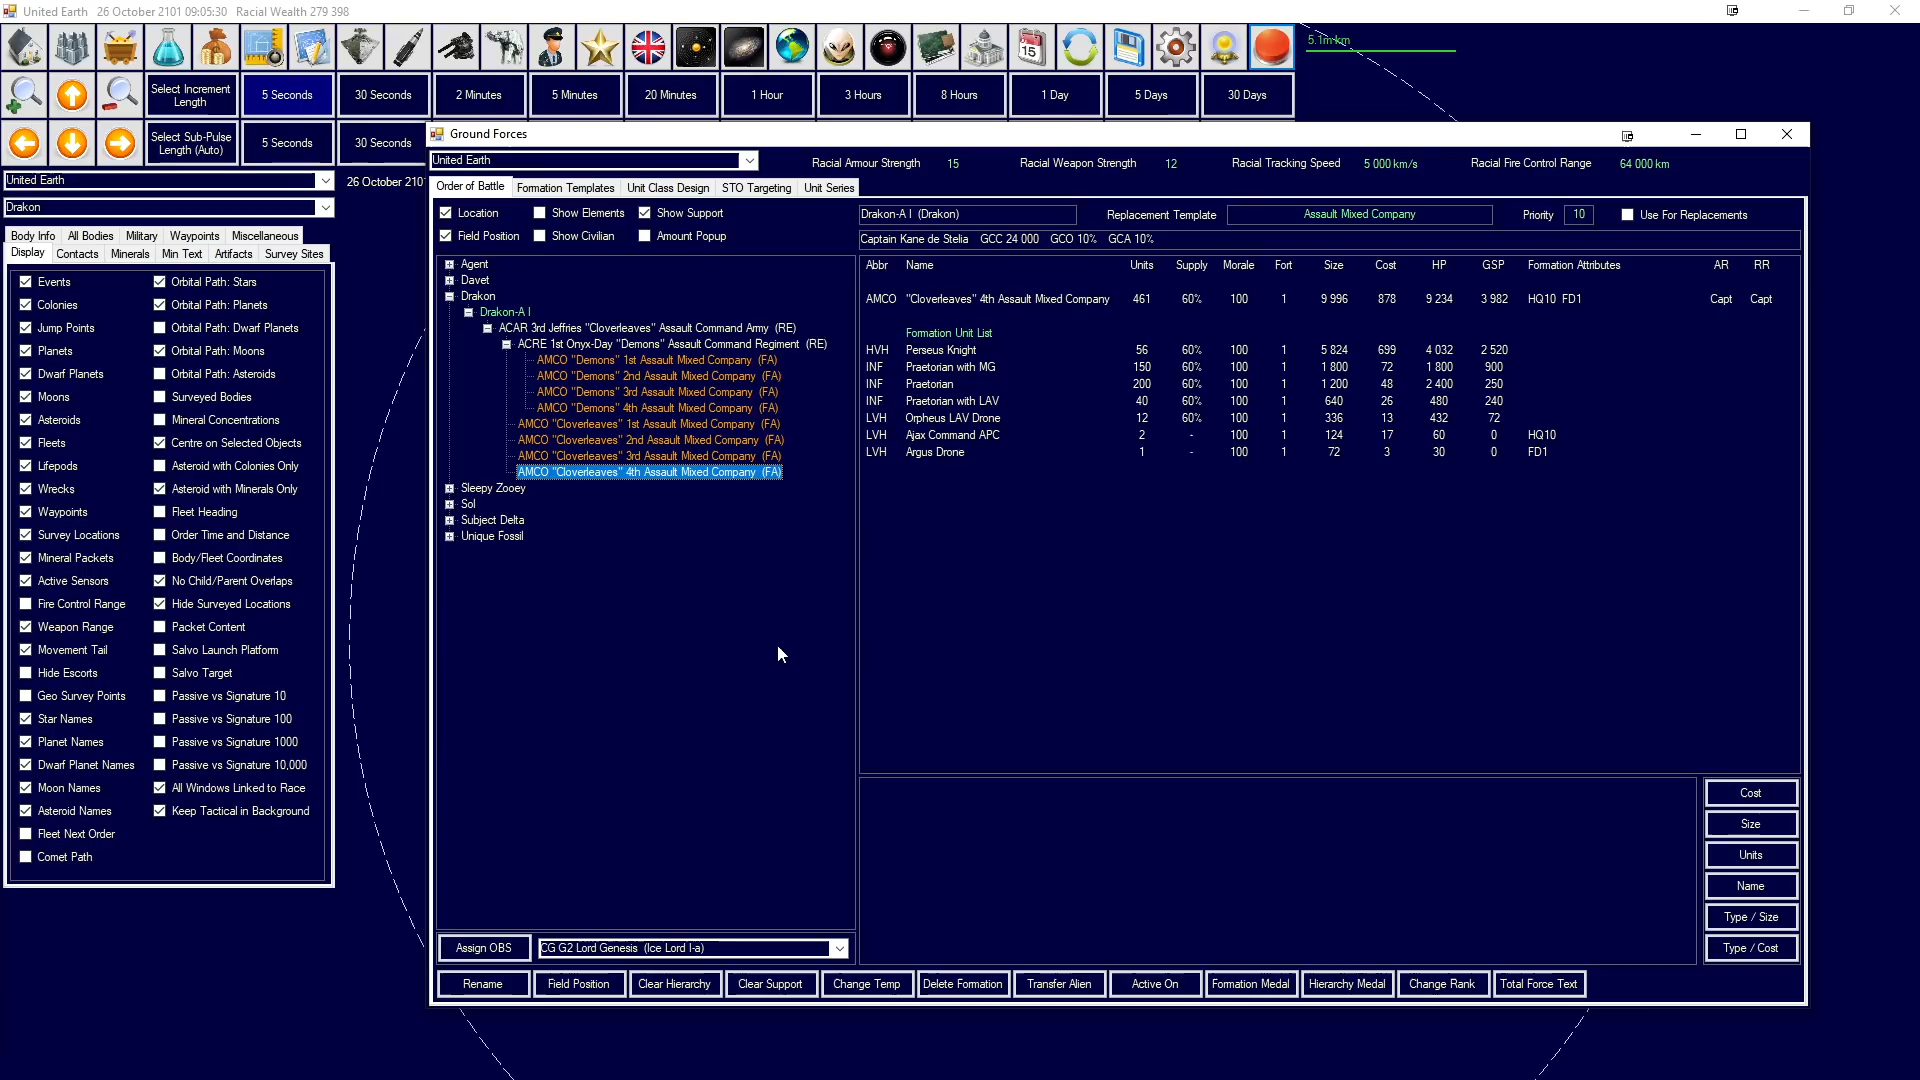 United Earth   26 October 2101 09:05:30   Racial Wealth 279 398
15
5.1m km
Select Increment Length
5 Seconds
30 Seconds
2 Minutes
5 Minutes
20 Minutes
1 Hour
3 Hours
8 Hours
1 Day
5 Days
30 Days
Select Sub-Pulse Length (Auto)
5 Seconds
30 Seconds
United Earth
26 October 2101
Drakon
Body Info   All Bodies   Military   Waypoints   Miscellaneous
Display   Contacts   Minerals   Min Text   Artifacts   Survey Sites
Events   Orbital Path: Stars
Colonies   Orbital Path: Planets
Jump Points   Orbital Path: Dwarf Planets
Planets   Orbital Path: Moons
Dwarf Planets   Orbital Path: Asteroids
Moons   Surveyed Bodies
Asteroids   Mineral Concentrations
Fleets   Centre on Selected Objects
Lifepods   Asteroid with Colonies Only
Wrecks   Asteroid with Minerals Only
Waypoints   Fleet Heading
Survey Locations   Order Time and Distance
Mineral Packets   Body/Fleet Coordinates
Active Sensors   No Child/Parent Overlaps
Fire Control Range   Hide Surveyed Locations
Weapon Range   Packet Content
Movement Tail   Salvo Launch Platform
Hide Escorts   Salvo Target
Geo Survey Points   Passive vs Signature 10
Star Names   Passive vs Signature 100
Planet Names   Passive vs Signature 1000
Dwarf Planet Names   Passive vs Signature 10,000
Moon Names   All Windows Linked to Race
Asteroid Names   Keep Tactical in Background
Fleet Next Order
Comet Path
Ground Forces
United Earth   Racial Armour Strength   15   Racial Weapon Strength   12   Racial Tracking Speed   5 000 km/s   Racial Fire Control Range   64 000 km
Order of Battle   Formation Templates   Unit Class Design   STO Targeting   Unit Series
Location   Show Elements   Show Support
Field Position   Show Civilian   Amount Popup
Agent
Davet
Drakon
Drakon-A I
ACAR 3rd Jeffries "Cloverleaves" Assault Command Army (RE)
ACRE 1st Onyx-Day "Demons" Assault Command Regiment (RE)
AMCO "Demons" 1st Assault Mixed Company (FA)
AMCO "Demons" 2nd Assault Mixed Company (FA)
AMCO "Demons" 3rd Assault Mixed Company (FA)
AMCO "Demons" 4th Assault Mixed Company (FA)
AMCO "Cloverleaves" 1st Assault Mixed Company (FA)
AMCO "Cloverleaves" 2nd Assault Mixed Company (FA)
AMCO "Cloverleaves" 3rd Assault Mixed Company (FA)
AMCO "Cloverleaves" 4th Assault Mixed Company (FA)
Sleepy Zooey
Sol
Subject Delta
Unique Fossil
Drakon-A I (Drakon)   Replacement Template   Assault Mixed Company   Priority   10   Use For Replacements
Captain Kane de Stelia   GCC 24 000   GCO 10%   GCA 10%
Abbr   Name   Units   Supply   Morale   Fort   Size   Cost   HP   GSP   Formation Attributes   AR   RR
AMCO   "Cloverleaves" 4th Assault Mixed Company   461   60%   100   1   9 996   878   9 234   3 982   HQ10 FD1   Capt   Capt
Formation Unit List
HVH   Perseus Knight   56   60%   100   1   5 824   699   4 032   2 520
INF   Praetorian with MG   150   60%   100   1   1 800   72   1 800   900
INF   Praetorian   200   60%   100   1   1 200   48   2 400   250
INF   Praetorian with LAV   40   60%   100   1   640   26   480   240
LVH   Orpheus LAV Drone   12   60%   100   1   336   13   432   72
LVH   Ajax Command APC   2   -   100   1   124   17   60   0   HQ10
LVH   Argus Drone   1   -   100   1   72   3   30   0   FD1
Cost
Size
Units
Name
Type / Size
Type / Cost
Assign OBS   CG G2 Lord Genesis (Ice Lord I-a)
Rename   Field Position   Clear Hierarchy   Clear Support   Change Temp   Delete Formation   Transfer Alien   Active On   Formation Medal   Hierarchy Medal   Change Rank   Total Force Text